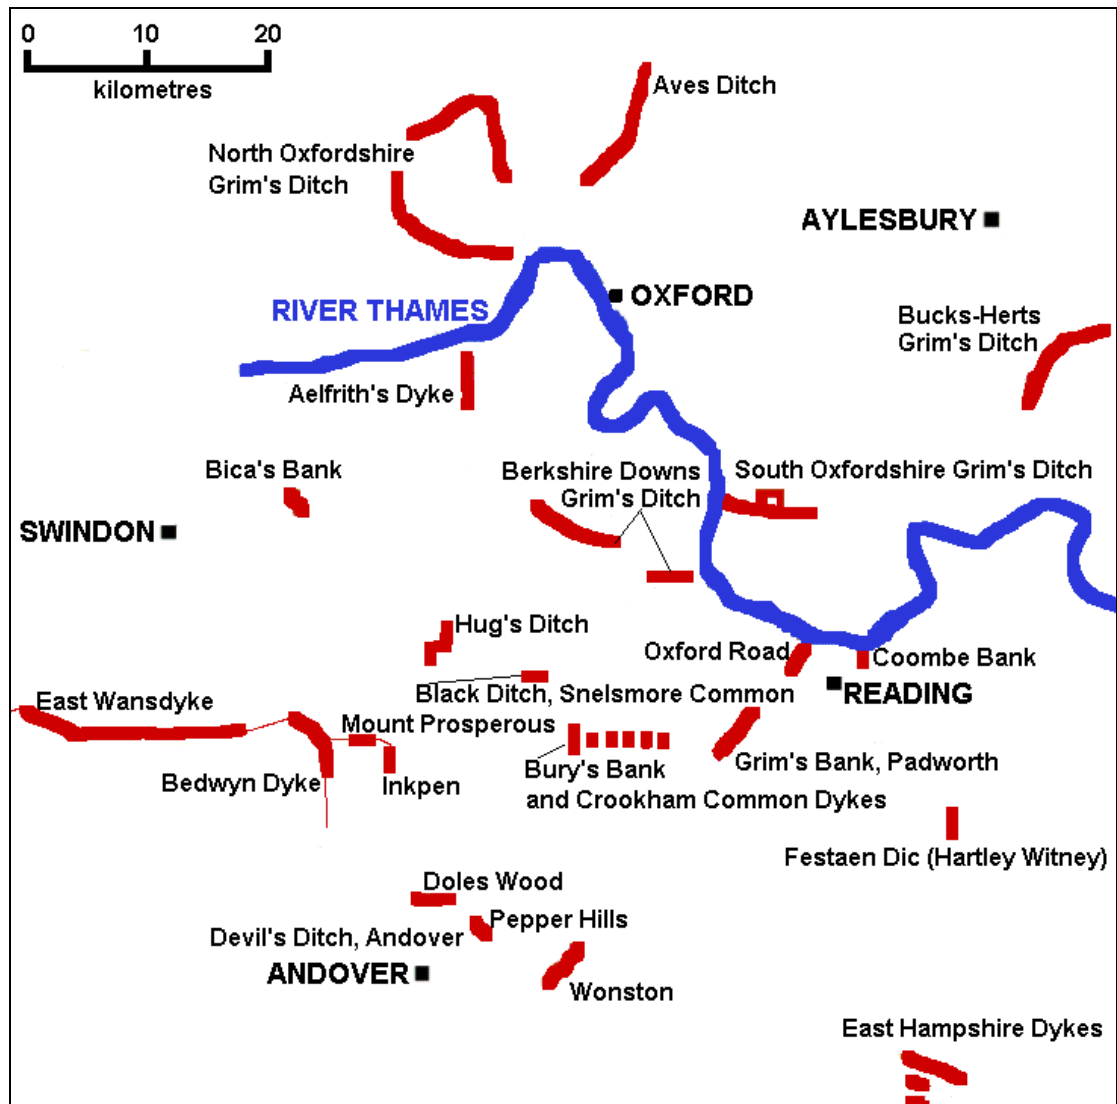 0 10 20
kilometres
Aves Ditch
North Oxfordshire
Grim's Ditch
AYLESBURY
OXFORD
RIVER THAMES
Bucks-Herts
Grim's Ditch
Aelfrith's Dyke
Bica's Bank
Berkshire Downs
Grim's Ditch
South Oxfordshire Grim's Ditch
SWINDON
Hug's Ditch
Oxford Road
Coombe Bank
Black Ditch, Snelsmore Common
READING
East Wansdyke
Mount Prosperous
Bedwyn Dyke
Inkpen
Bury's Bank
and Crookham Common Dykes
Grim's Bank, Padworth
Festaen Dic (Hartley Witney)
Doles Wood
Pepper Hills
Devil's Ditch, Andover
ANDOVER
Wonston
East Hampshire Dykes